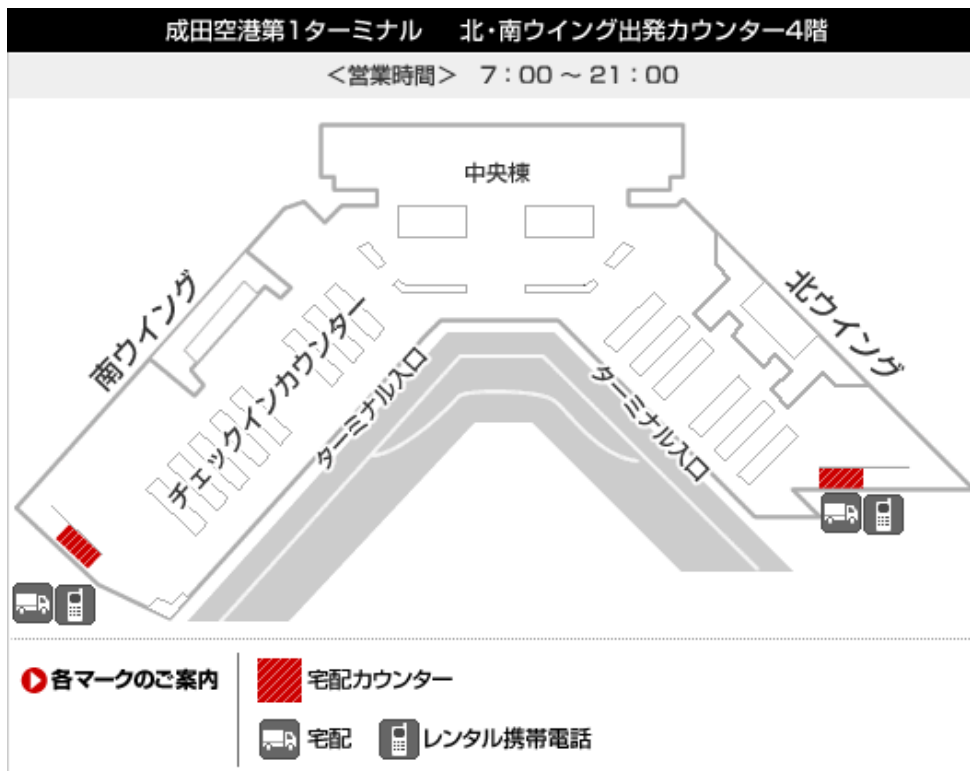 成田空港第1ターミナル 北・南ウイング出発カウンター4階
＜営業時間＞ 7：00 ～ 21：00
中央棟
南ウイング
チェックインカウンター
ターミナル入口
北ウイング
ターミナル入口
各マークのご案内
宅配カウンター
宅配 レンタル携帯電話